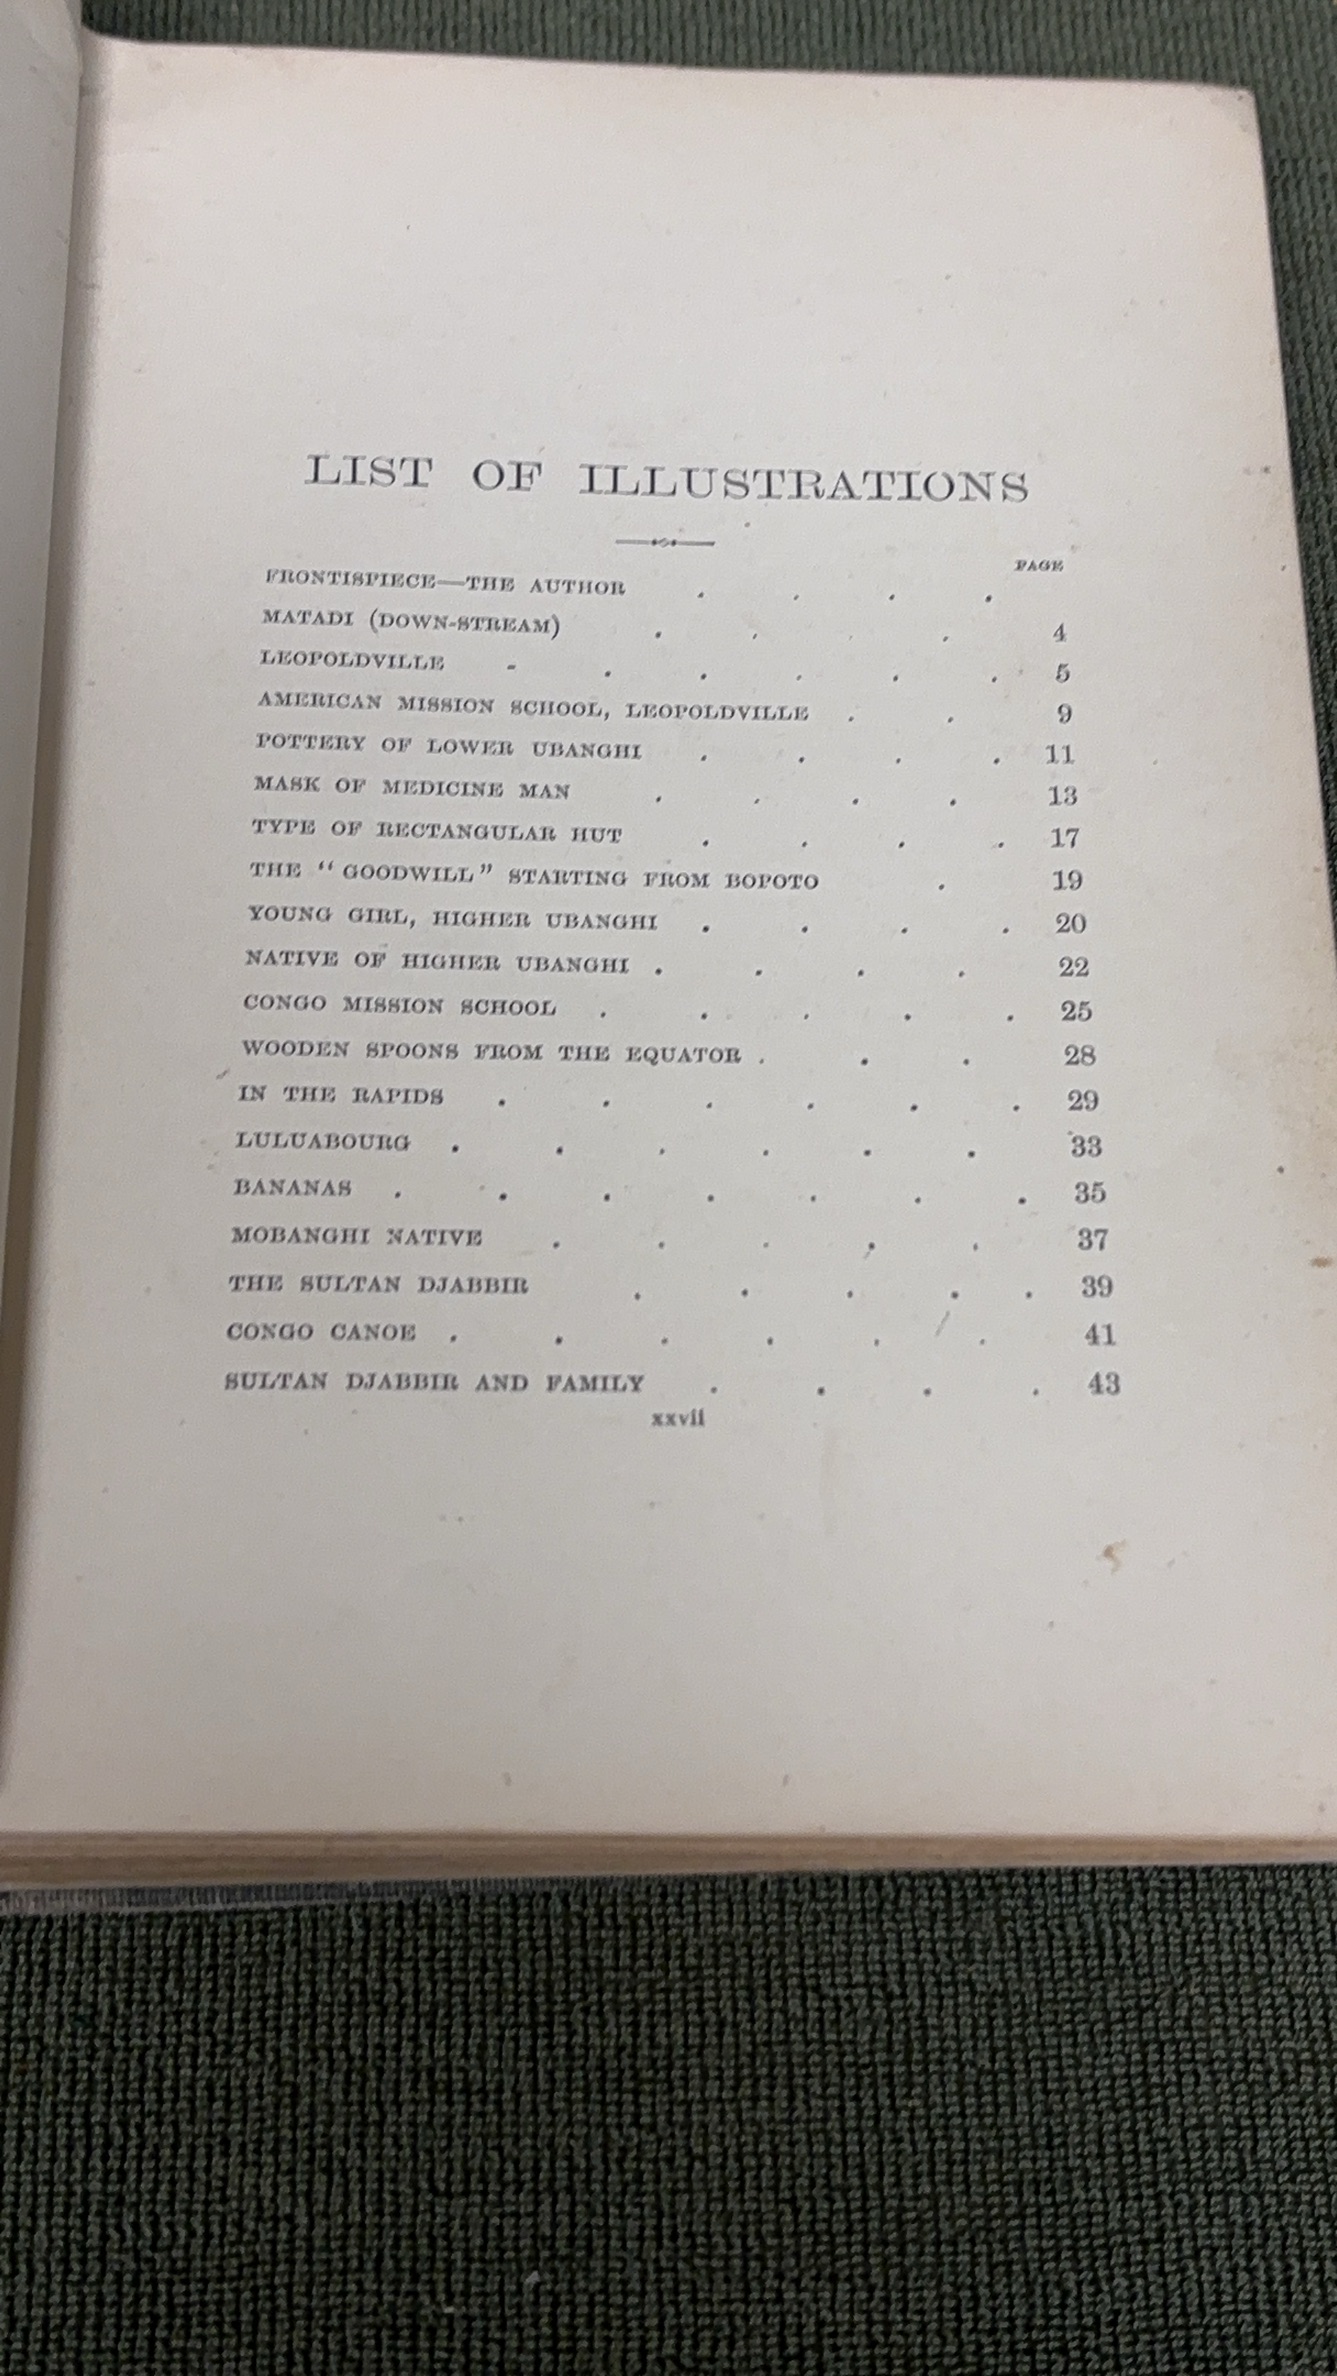 LIST OF ILLUSTRATIONS
PAGE
FRONTISPIECE—THE AUTHOR . . . .
MATADI (DOWN-STREAM) . . . . 4
LEOPOLDVILLE - . . . . . 5
AMERICAN MISSION SCHOOL, LEOPOLDVILLE . . 9
POTTERY OF LOWER UBANGHI . . . . 11
MASK OF MEDICINE MAN . . . . 13
TYPE OF RECTANGULAR HUT . . . . 17
THE "GOODWILL" STARTING FROM BOPOTO . 19
YOUNG GIRL, HIGHER UBANGHI . . . . 20
NATIVE OF HIGHER UBANGHI . . . . 22
CONGO MISSION SCHOOL . . . . . 25
WOODEN SPOONS FROM THE EQUATOR . . . 28
IN THE RAPIDS . . . . . . 29
LULUABOURG . . . . . . 33
BANANAS . . . . . . . 35
MOBANGHI NATIVE . . . . . 37
THE SULTAN DJABBIR . . . . . 39
CONGO CANOE . . . . . . 41
SULTAN DJABBIR AND FAMILY . . . . 43
xxvii